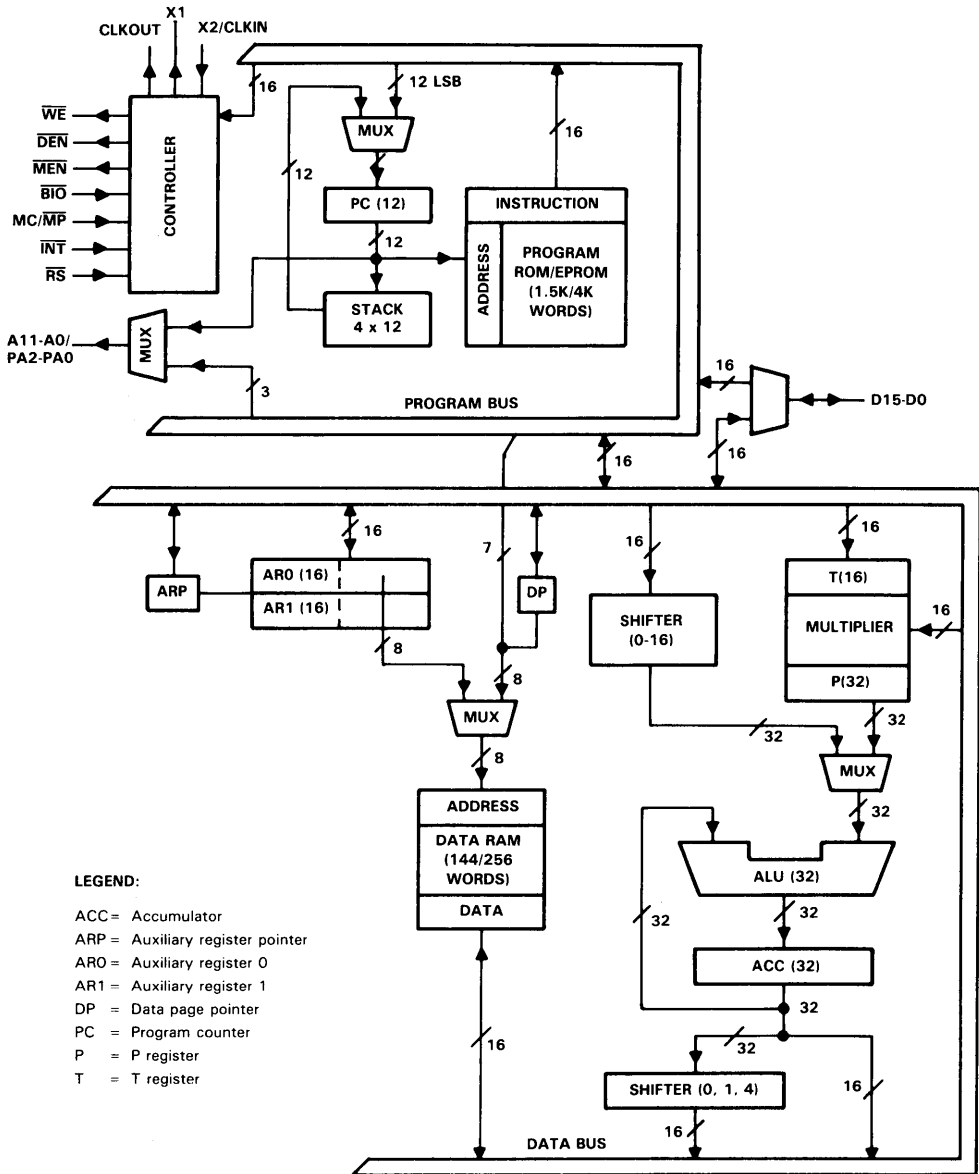 X1
CLKOUT
X2/CLKIN
WE
DEN
MEN
BIO
MC/MP
INT
RS
CONTROLLER
16
12 LSB
MUX
12
PC (12)
12
STACK
4 x 12
16
INSTRUCTION
ADDRESS
PROGRAM
ROM/EPROM
(1.5K/4K
WORDS)
A11-A0/
PA2-PA0
MUX
3
PROGRAM BUS
16
16
D15-D0
16
16
ARP
AR0 (16)
AR1 (16)
8
7
DP
8
MUX
8
ADDRESS
DATA RAM
(144/256
WORDS)
DATA
16
16
SHIFTER
(0-16)
32
16
T(16)
MULTIPLIER
P(32)
16
32
MUX
32
ALU (32)
32
32
ACC (32)
32
32
SHIFTER (0, 1, 4)
16
16
DATA BUS
LEGEND:
ACC = Accumulator
ARP = Auxiliary register pointer
AR0 = Auxiliary register 0
AR1 = Auxiliary register 1
DP = Data page pointer
PC = Program counter
P = P register
T = T register